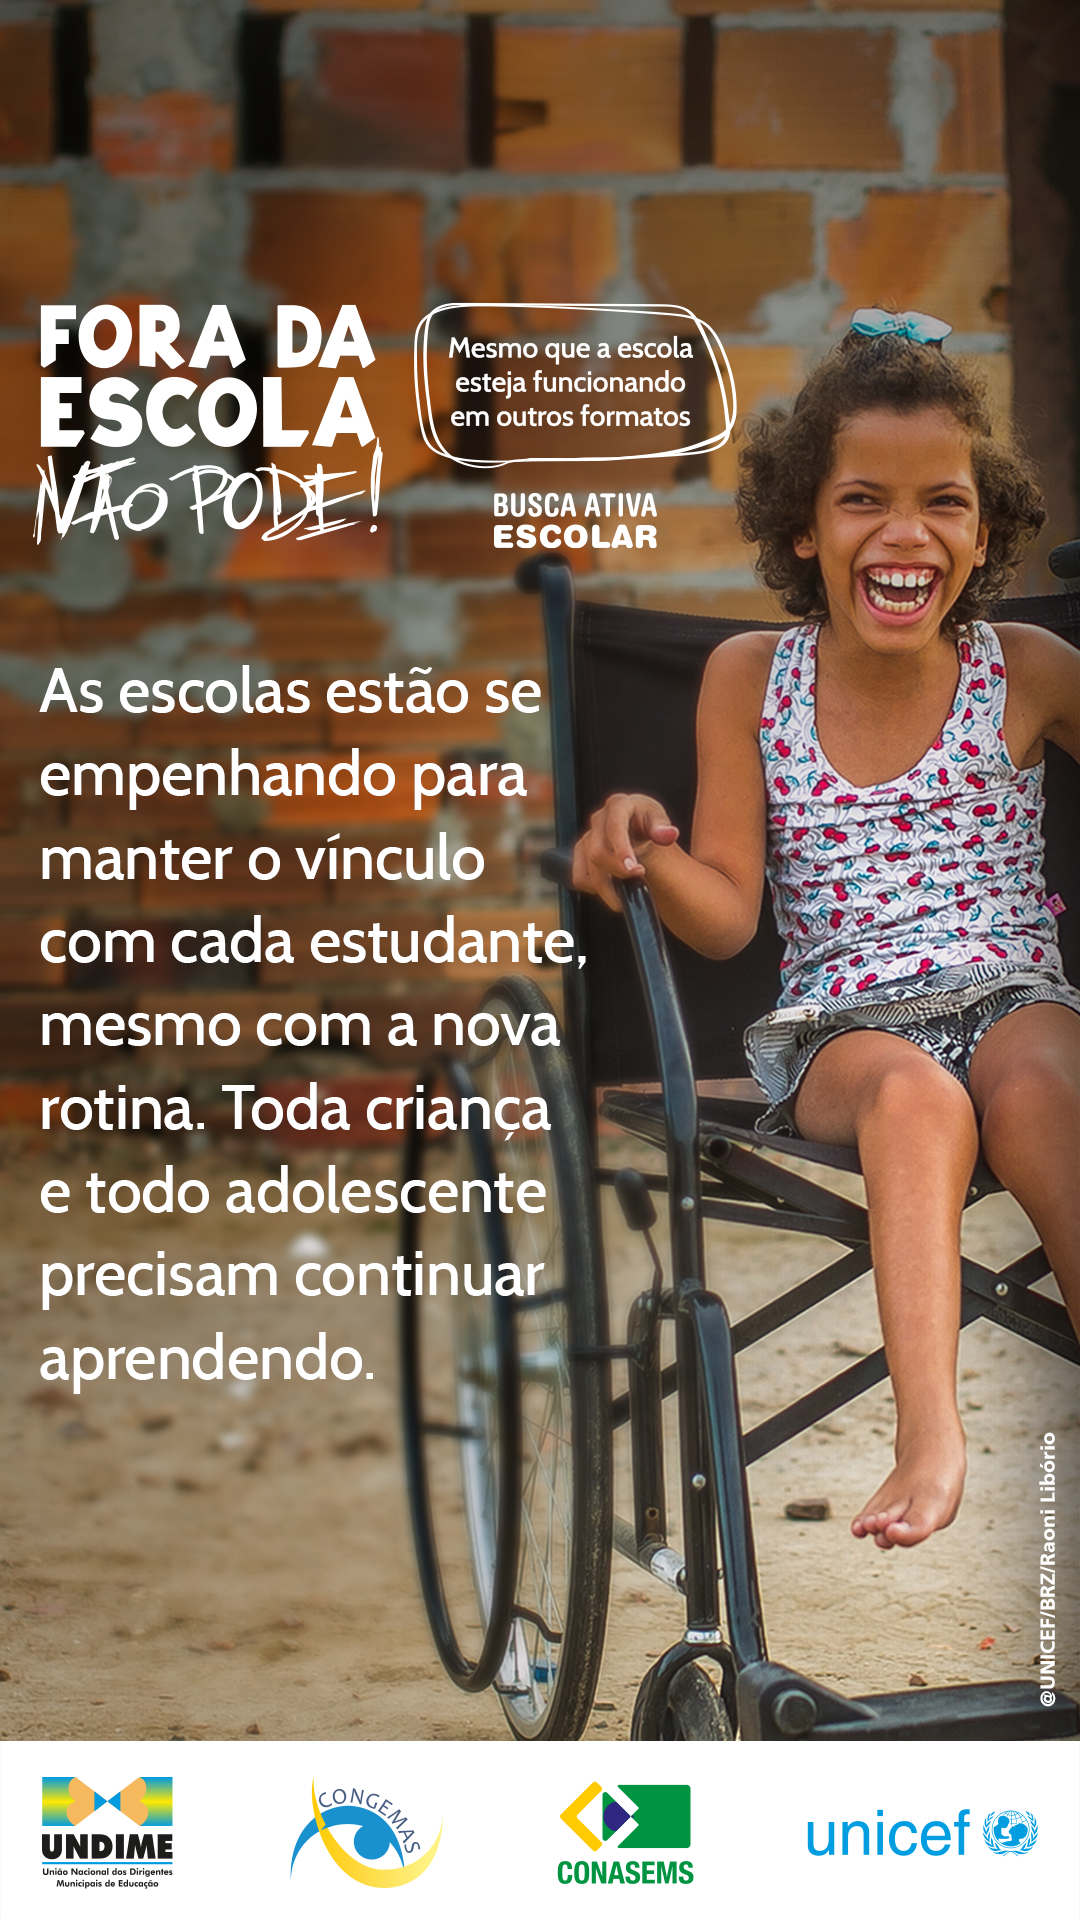 FORA DA
ESCOLA
NÃO PODE!
Mesmo que a escola
esteja funcionando
em outros formatos
BUSCA ATIVA
ESCOLAR
As escolas estão se
empenhando para
manter o vínculo
com cada estudante,
mesmo com a nova
rotina. Toda criança
e todo adolescente
precisam continuar
aprendendo.
@UNICEF/BRZ/Raoni Libório
UNDIME
União Nacional dos Dirigentes
Municipais de Educação
CONGEMAS
CONASEMS
unicef